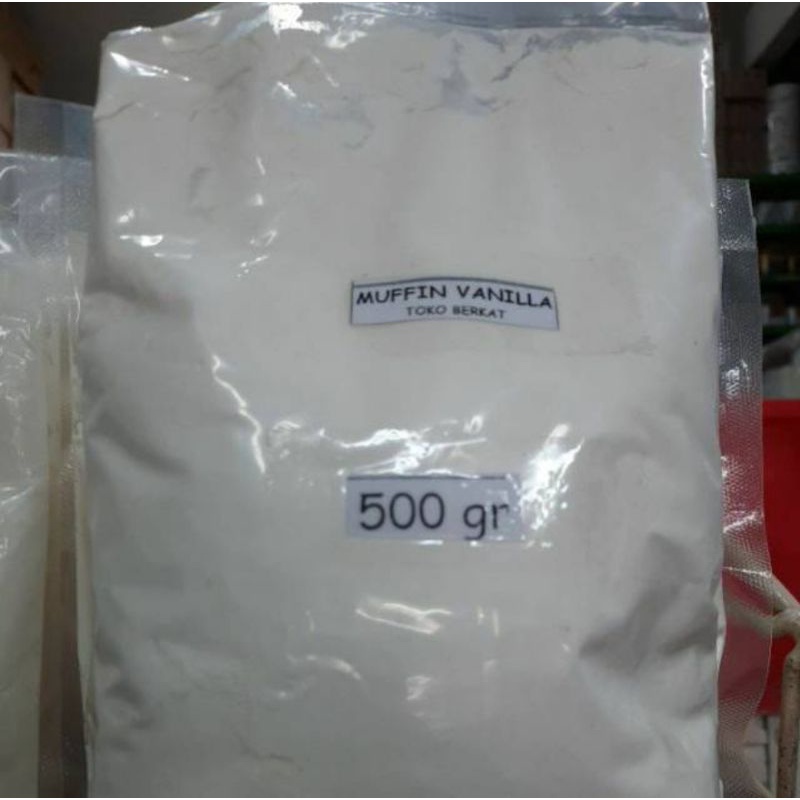 MUFFIN VANILLA
TOKO BERKAT
500 gr